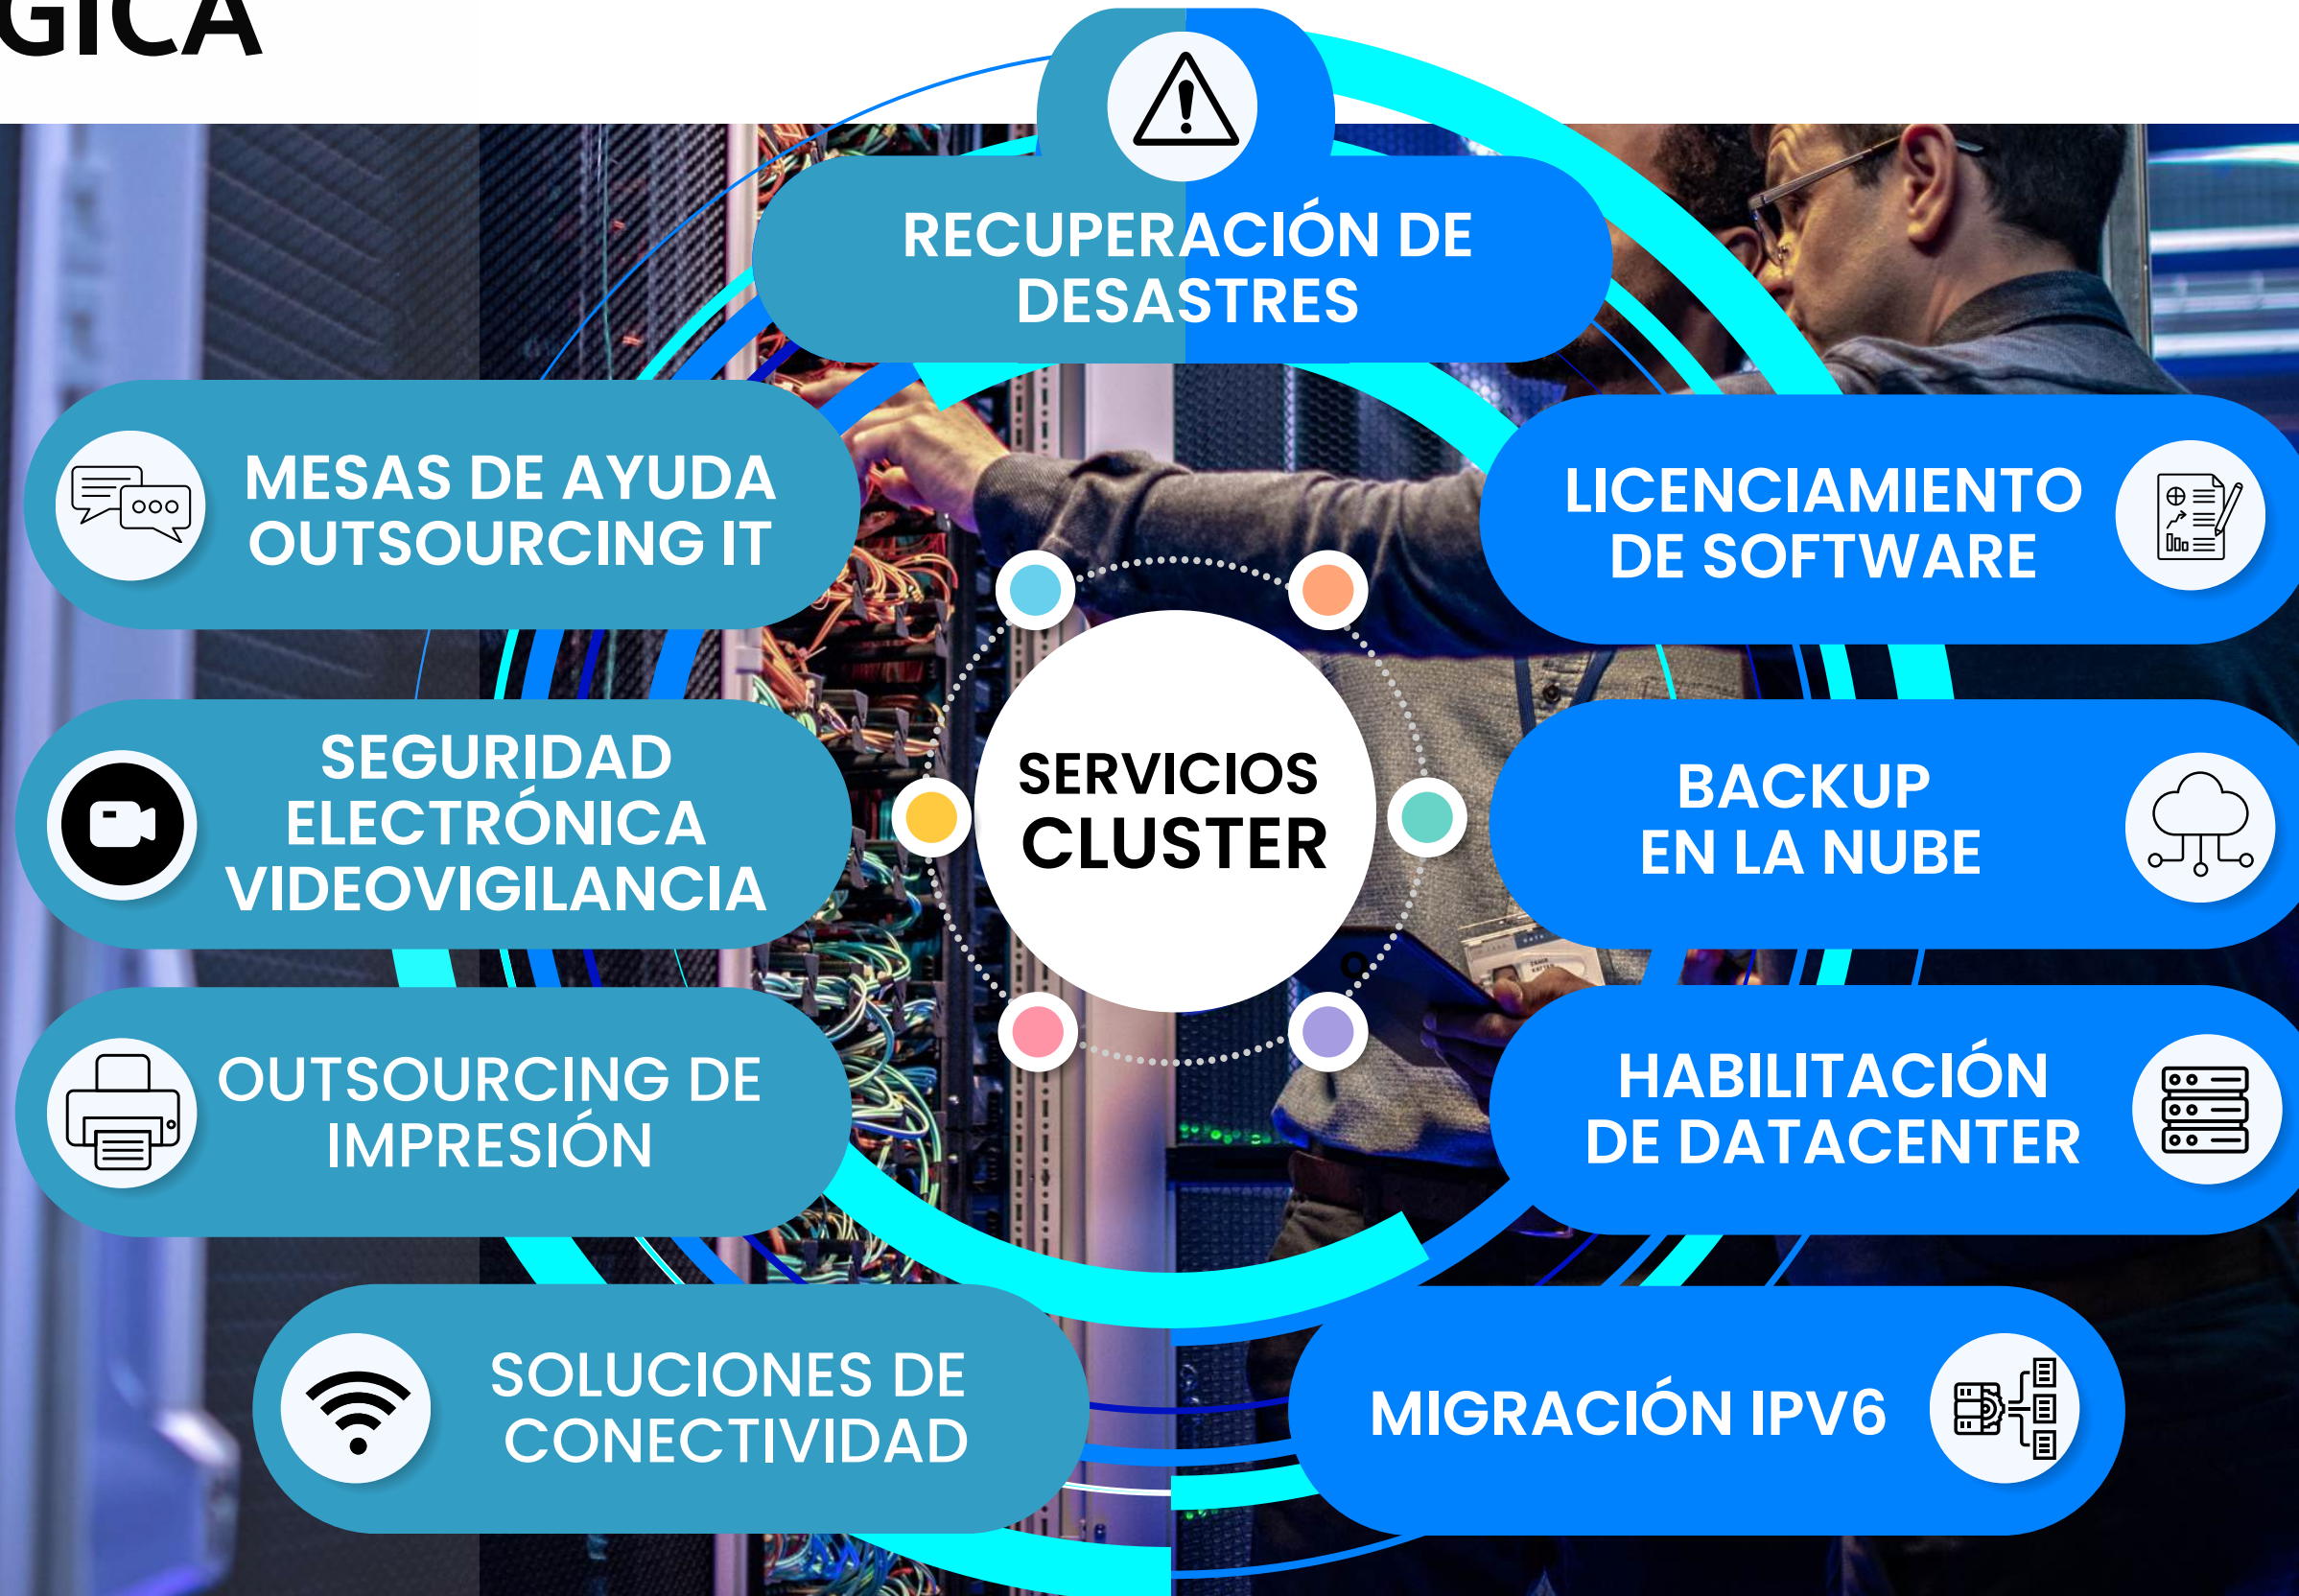 GICA
RECUPERACIÓN DE
DESASTRES
MESAS DE AYUDA
OUTSOURCING IT
LICENCIAMIENTO
DE SOFTWARE
SEGURIDAD
ELECTRÓNICA
VIDEOVIGILANCIA
SERVICIOS
CLUSTER
BACKUP
EN LA NUBE
OUTSOURCING DE
IMPRESIÓN
HABILITACIÓN
DE DATACENTER
SOLUCIONES DE
CONECTIVIDAD
MIGRACIÓN IPV6